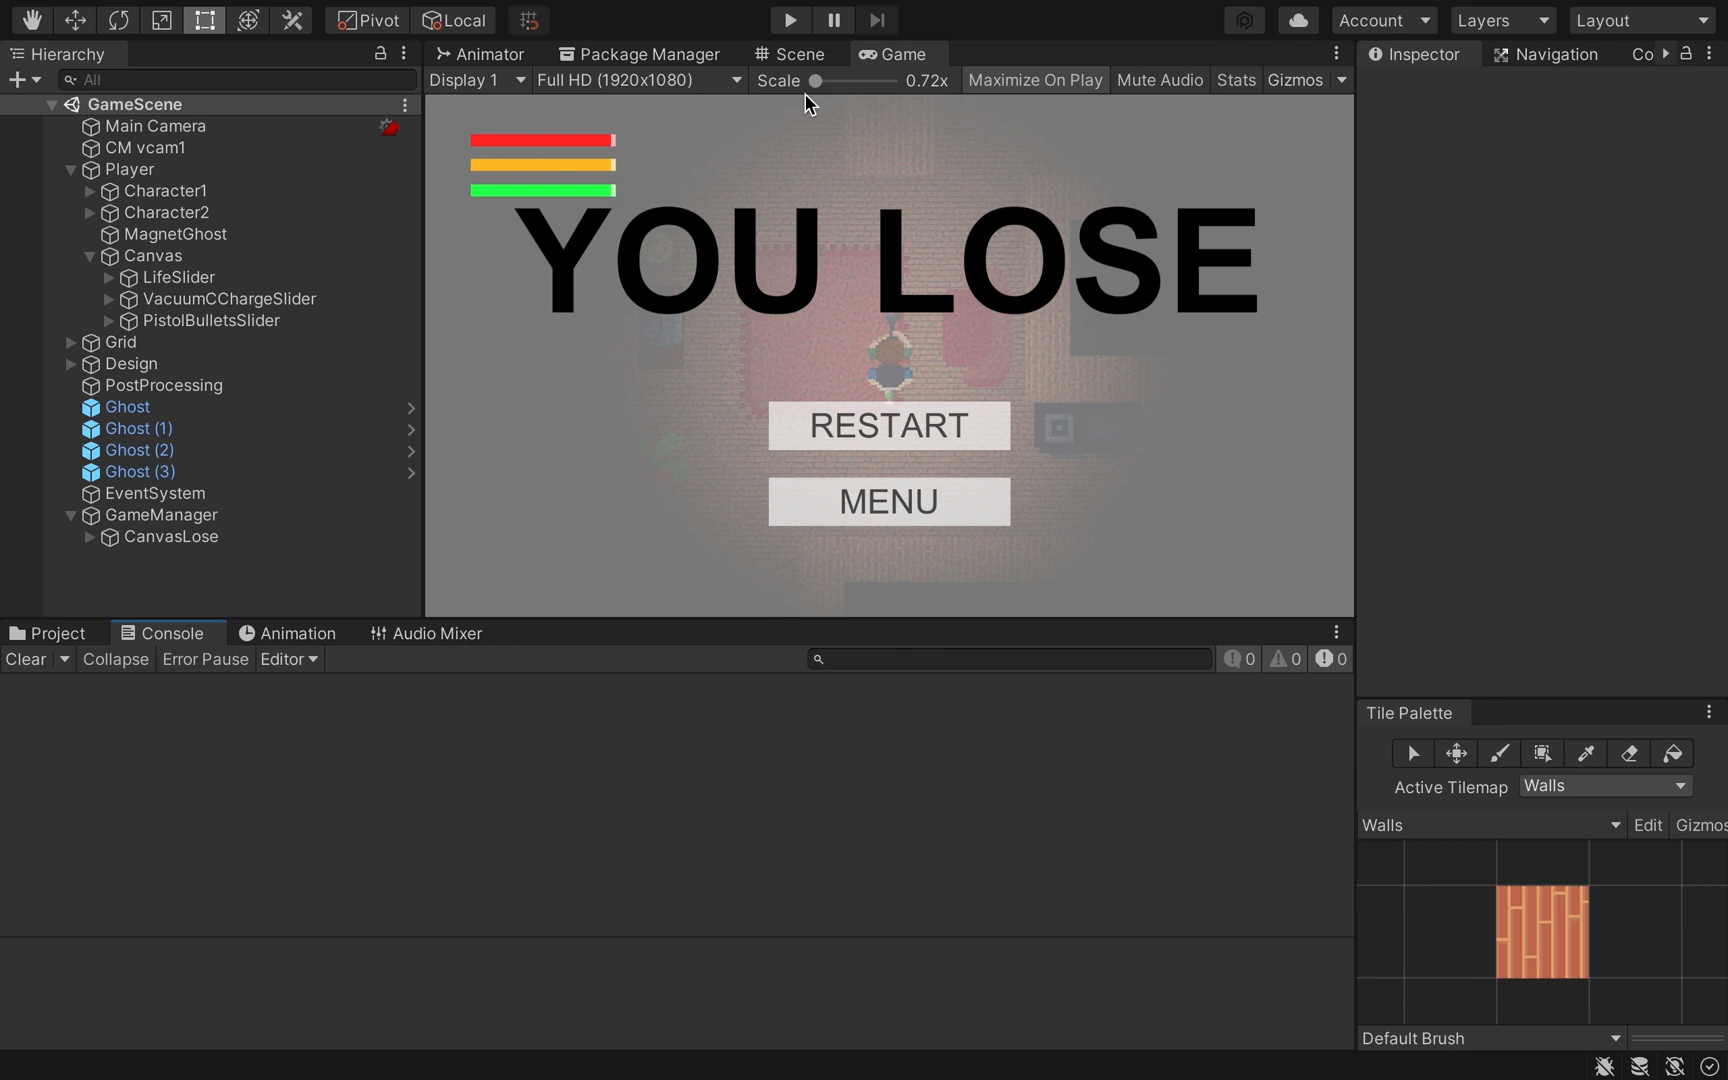 Pivot Local Account Layers Layout
Hierarchy Animator Package Manager Scene Game Inspector Navigation Co
All Display 1 Full HD (1920x1080) Scale 0.72x Maximize On Play Mute Audio Stats Gizmos
GameScene
Main Camera
CM vcam1
Player
Character1
Character2
MagnetGhost
Canvas
LifeSlider
VacuumCChargeSlider
PistolBulletsSlider
Grid
Design
PostProcessing
Ghost
Ghost (1)
Ghost (2)
Ghost (3)
EventSystem
GameManager
CanvasLose
YOU LOSE
RESTART
MENU
Project Console Animation Audio Mixer
Clear Collapse Error Pause Editor 0 0 0
Tile Palette
Active Tilemap Walls
Walls Edit Gizmos
Default Brush